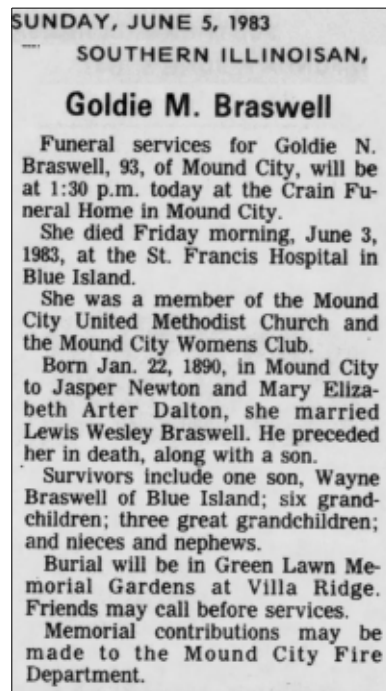 SUNDAY, JUNE 5, 1983
SOUTHERN ILLINOISAN,
Goldie M. Braswell
Funeral services for Goldie N.
Braswell, 93, of Mound City, will be
at 1:30 p.m. today at the Crain Fu-
neral Home in Mound City.
She died Friday morning, June 3,
1983, at the St. Francis Hospital in
Blue Island.
She was a member of the Mound
City United Methodist Church and
the Mound City Womens Club.
Born Jan. 22, 1890, in Mound City
to Jasper Newton and Mary Eliza-
beth Arter Dalton, she married
Lewis Wesley Braswell. He preceded
her in death, along with a son.
Survivors include one son, Wayne
Braswell of Blue Island; six grand-
children; three great grandchildren;
and nieces and nephews.
Burial will be in Green Lawn Me-
morial Gardens at Villa Ridge.
Friends may call before services.
Memorial contributions may be
made to the Mound City Fire
Department.